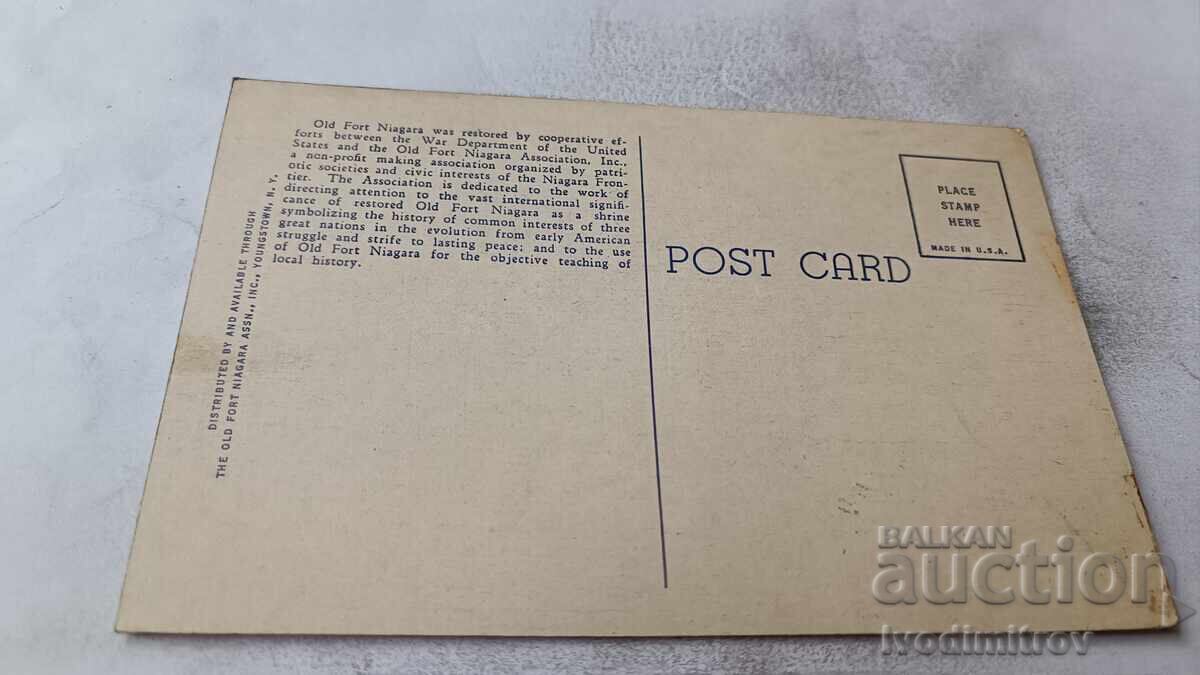 Old Fort Niagara was restored by cooperative ef-
forts between the War Department of the United
States and the Old Fort Niagara Association, Inc.,
a non-profit making association organized by patri-
otic societies and civic interests of the Niagara Fron-
tier. The Association is dedicated to the work of
directing attention to the vast international signifi-
cance of restored Old Fort Niagara as a shrine
symbolizing the history of common interests of three
great nations in the evolution from early American
struggle and strife to lasting peace; and to the use
of Old Fort Niagara for the objective teaching of
local history.
DISTRIBUTED BY AND AVAILABLE THROUGH
THE OLD FORT NIAGARA ASSN., INC., YOUNGSTOWN, N. Y.
POST CARD
PLACE
STAMP
HERE
MADE IN U.S.A.
BALKAN
auction
Ivodimitrov